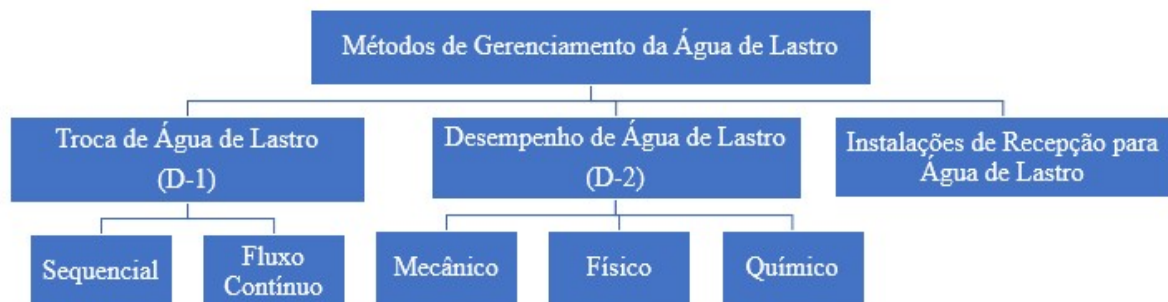 Métodos de Gerenciamento da Água de Lastro
Troca de Água de Lastro
(D-1)
Desempenho de Água de Lastro
(D-2)
Instalações de Recepção para
Água de Lastro
Sequencial
Fluxo
Contínuo
Mecânico
Físico
Químico